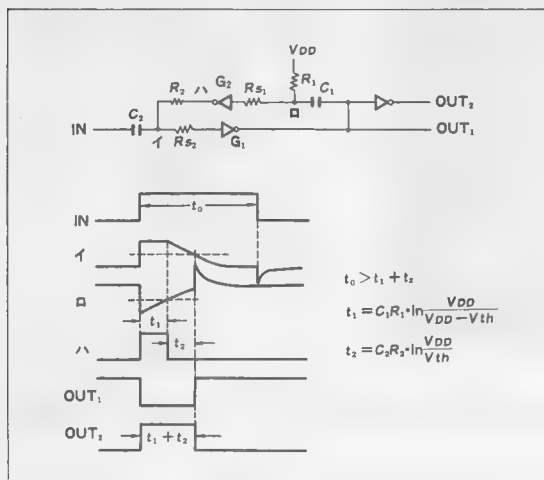 VDD
R₂ ハ G₂ Rs₁ R₁ C₁
ロ
OUT₂
IN C₂ イ Rs₂ G₁ OUT₁
IN t₀
イ
ロ
t₁ t₂
ハ
OUT₁
OUT₂ t₁ + t₂
t₀ > t₁ + t₂
t₁ = C₁R₁·ln VDD / VDD − Vth
t₂ = C₂R₂·ln VDD / Vth